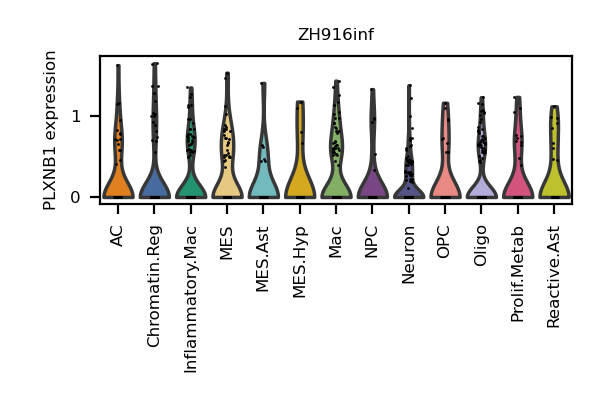 ZH916inf
PLXNB1 expression
1
0
AC
Chromatin.Reg
Inflammatory.Mac
MES
MES.Ast
MES.Hyp
Mac
NPC
Neuron
OPC
Oligo
Prolif.Metab
Reactive.Ast